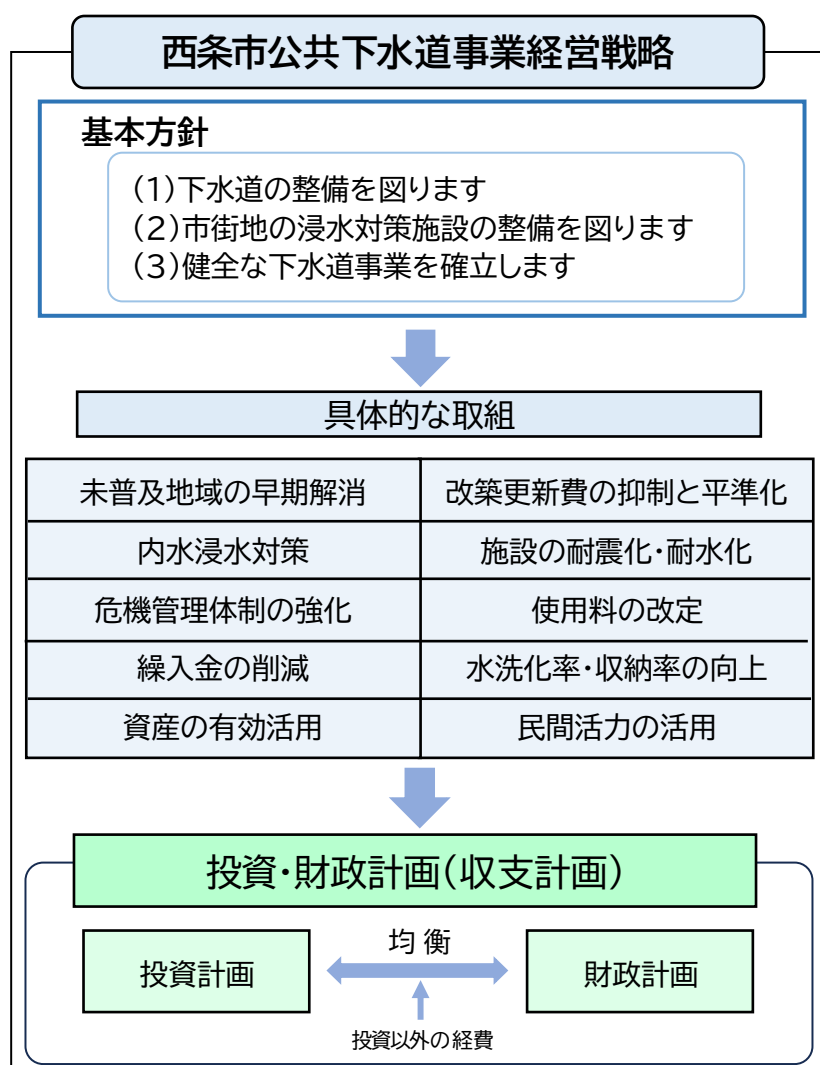 西条市公共下水道事業経営戦略
基本方針
(1)下水道の整備を図ります
(2)市街地の浸水対策施設の整備を図ります
(3)健全な下水道事業を確立します
具体的な取組
未普及地域の早期解消
改築更新費の抑制と平準化
内水浸水対策
施設の耐震化・耐水化
危機管理体制の強化
使用料の改定
繰入金の削減
水洗化率・収納率の向上
資産の有効活用
民間活力の活用
投資・財政計画(収支計画)
均 衡
投資計画
財政計画
投資以外の経費